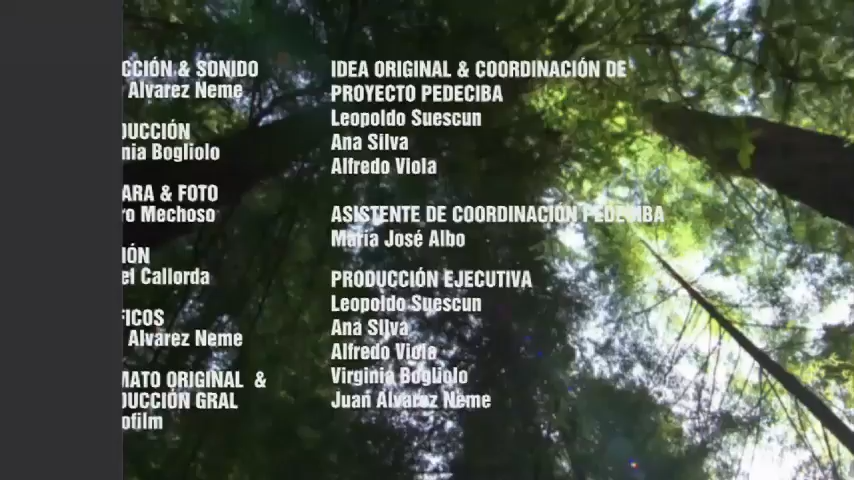 CCIÓN & SONIDO
Alvarez Neme
DUCCIÓN
nia Bogliolo
ARA & FOTO
ro Mechoso
IÓN
el Callorda
FICOS
Alvarez Neme
MATO ORIGINAL &
DUCCIÓN GRAL
ofilm
IDEA ORIGINAL & COORDINACIÓN DE
PROYECTO PEDECIBA
Leopoldo Suescun
Ana Silva
Alfredo Viola
ASISTENTE DE COORDINACIÓN PEDECIBA
María José Albo
PRODUCCIÓN EJECUTIVA
Leopoldo Suescun
Ana Silva
Alfredo Viola
Virginia Bogliolo
Juan Alvarez Neme